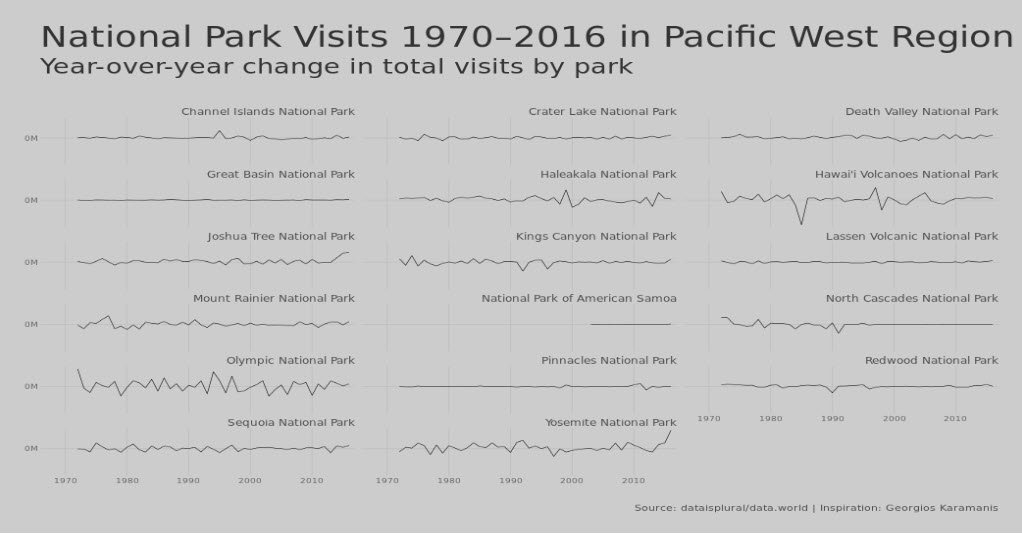 National Park Visits 1970–2016 in Pacific West Region
Year-over-year change in total visits by park
Channel Islands National Park
Crater Lake National Park
Death Valley National Park
0M
Great Basin National Park
Haleakala National Park
Hawai'i Volcanoes National Park
0M
Joshua Tree National Park
Kings Canyon National Park
Lassen Volcanic National Park
0M
Mount Rainier National Park
National Park of American Samoa
North Cascades National Park
0M
Olympic National Park
Pinnacles National Park
Redwood National Park
0M
1970 1980 1990 2000 2010
Sequoia National Park
Yosemite National Park
0M
1970 1980 1990 2000 2010 1970 1980 1990 2000 2010
Source: dataisplural/data.world | Inspiration: Georgios Karamanis